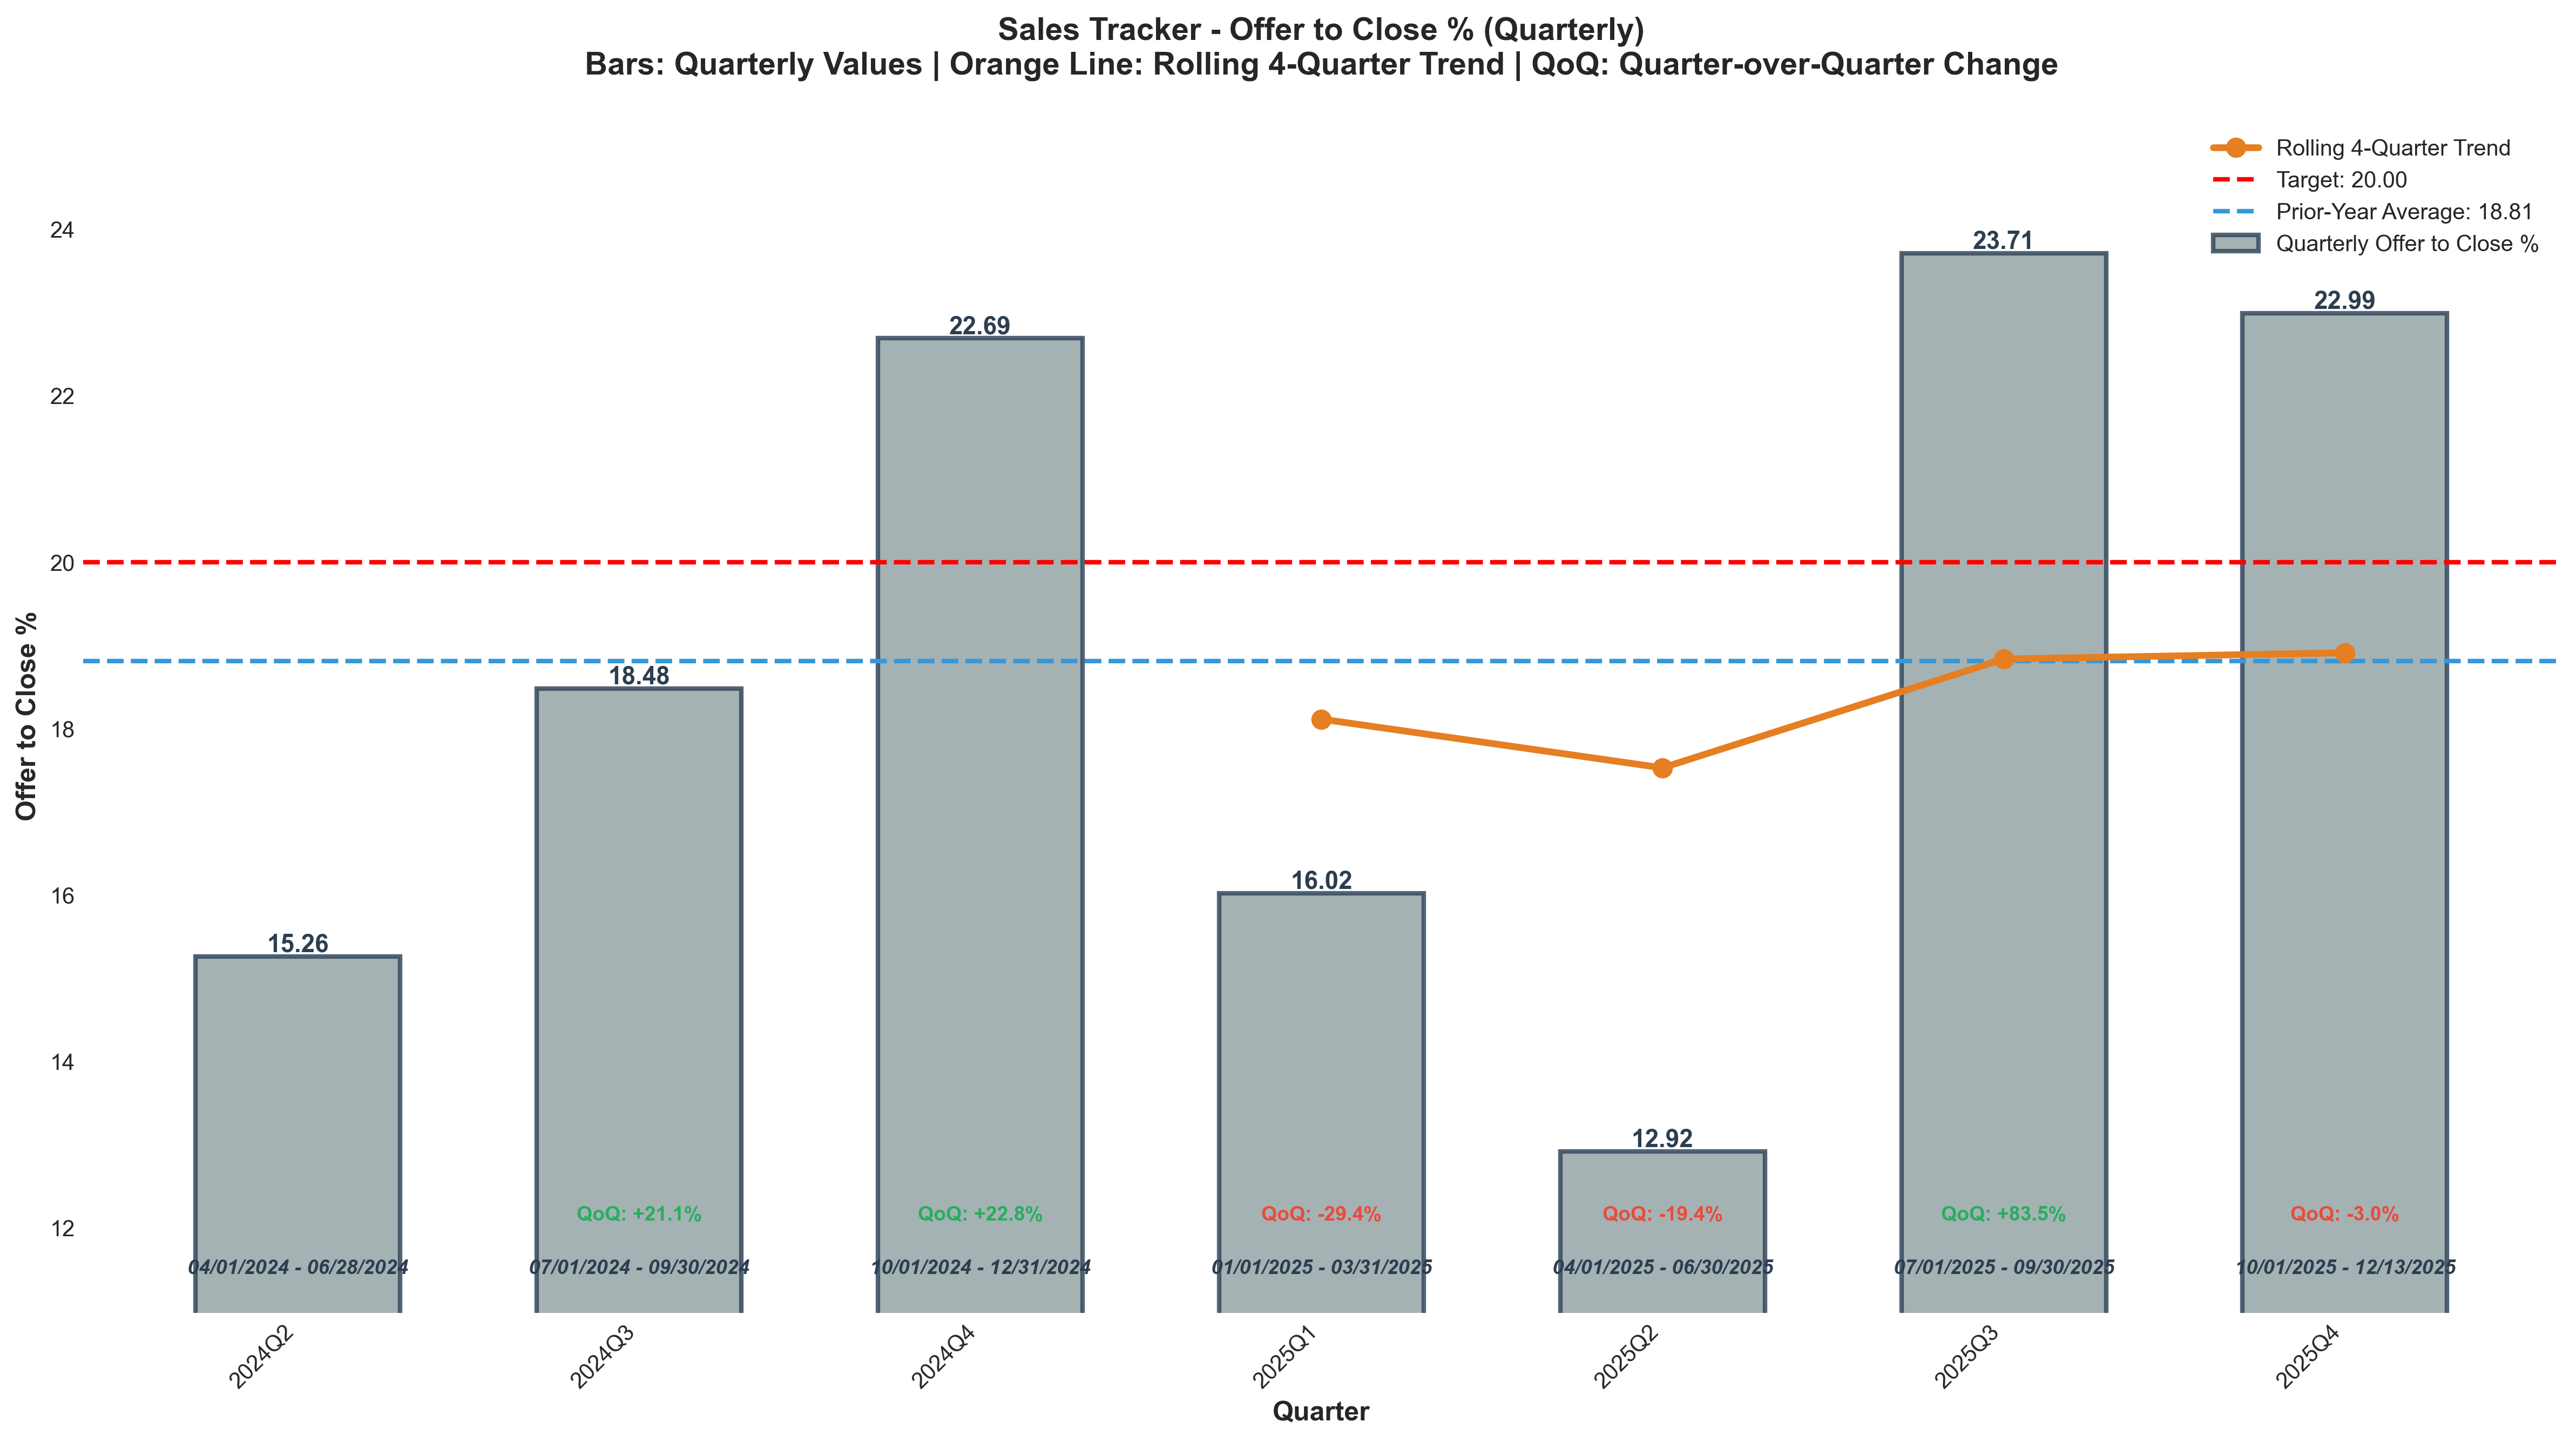 Sales Tracker - Offer to Close % (Quarterly)
Bars: Quarterly Values | Orange Line: Rolling 4-Quarter Trend | QoQ: Quarter-over-Quarter Change
Rolling 4-Quarter Trend
Target: 20.00
Prior-Year Average: 18.81
Quarterly Offer to Close %
Offer to Close %
24
22
20
18
16
14
12
15.26
18.48
22.69
16.02
12.92
23.71
22.99
QoQ: +21.1%
QoQ: +22.8%
QoQ: -29.4%
QoQ: -19.4%
QoQ: +83.5%
QoQ: -3.0%
04/01/2024 - 06/28/2024
07/01/2024 - 09/30/2024
10/01/2024 - 12/31/2024
01/01/2025 - 03/31/2025
04/01/2025 - 06/30/2025
07/01/2025 - 09/30/2025
10/01/2025 - 12/13/2025
2024Q2
2024Q3
2024Q4
2025Q1
2025Q2
2025Q3
2025Q4
Quarter